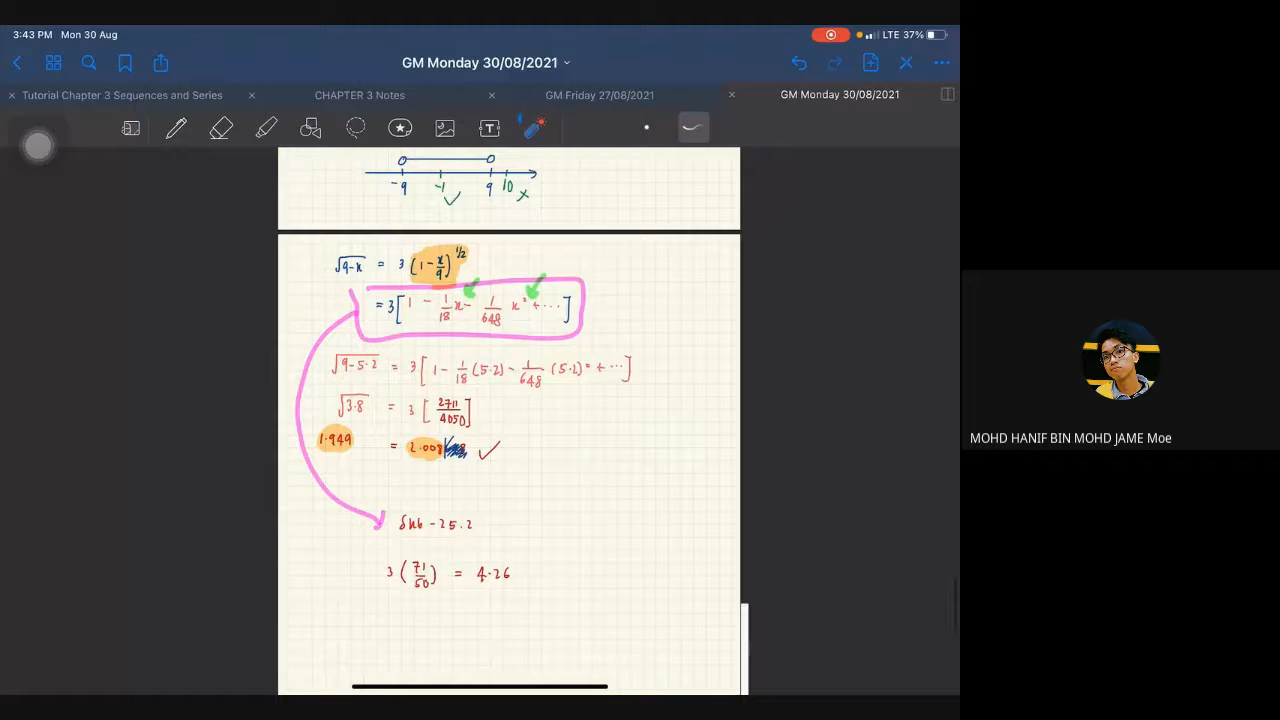 3:43 PM Mon 30 Aug
LTE 37%
GM Monday 30/08/2021
Tutorial Chapter 3 Sequences and Series
CHAPTER 3 Notes
GM Friday 27/08/2021
GM Monday 30/08/2021
-9 -1 9 10
√9-x = 3 (1 - x/9)^1/2
= 3 [ 1 - 1/18 x - 1/648 x² + ... ]
√9-5.2 = 3 [ 1 - 1/18 (5.2) - 1/648 (5.2)² + ... ]
√3.8 = 3 [ 2711/4050 ]
1.949 = 2.008
sub -25.2
3 ( 71/50 ) = 4.26
MOHD HANIF BIN MOHD JAME Moe